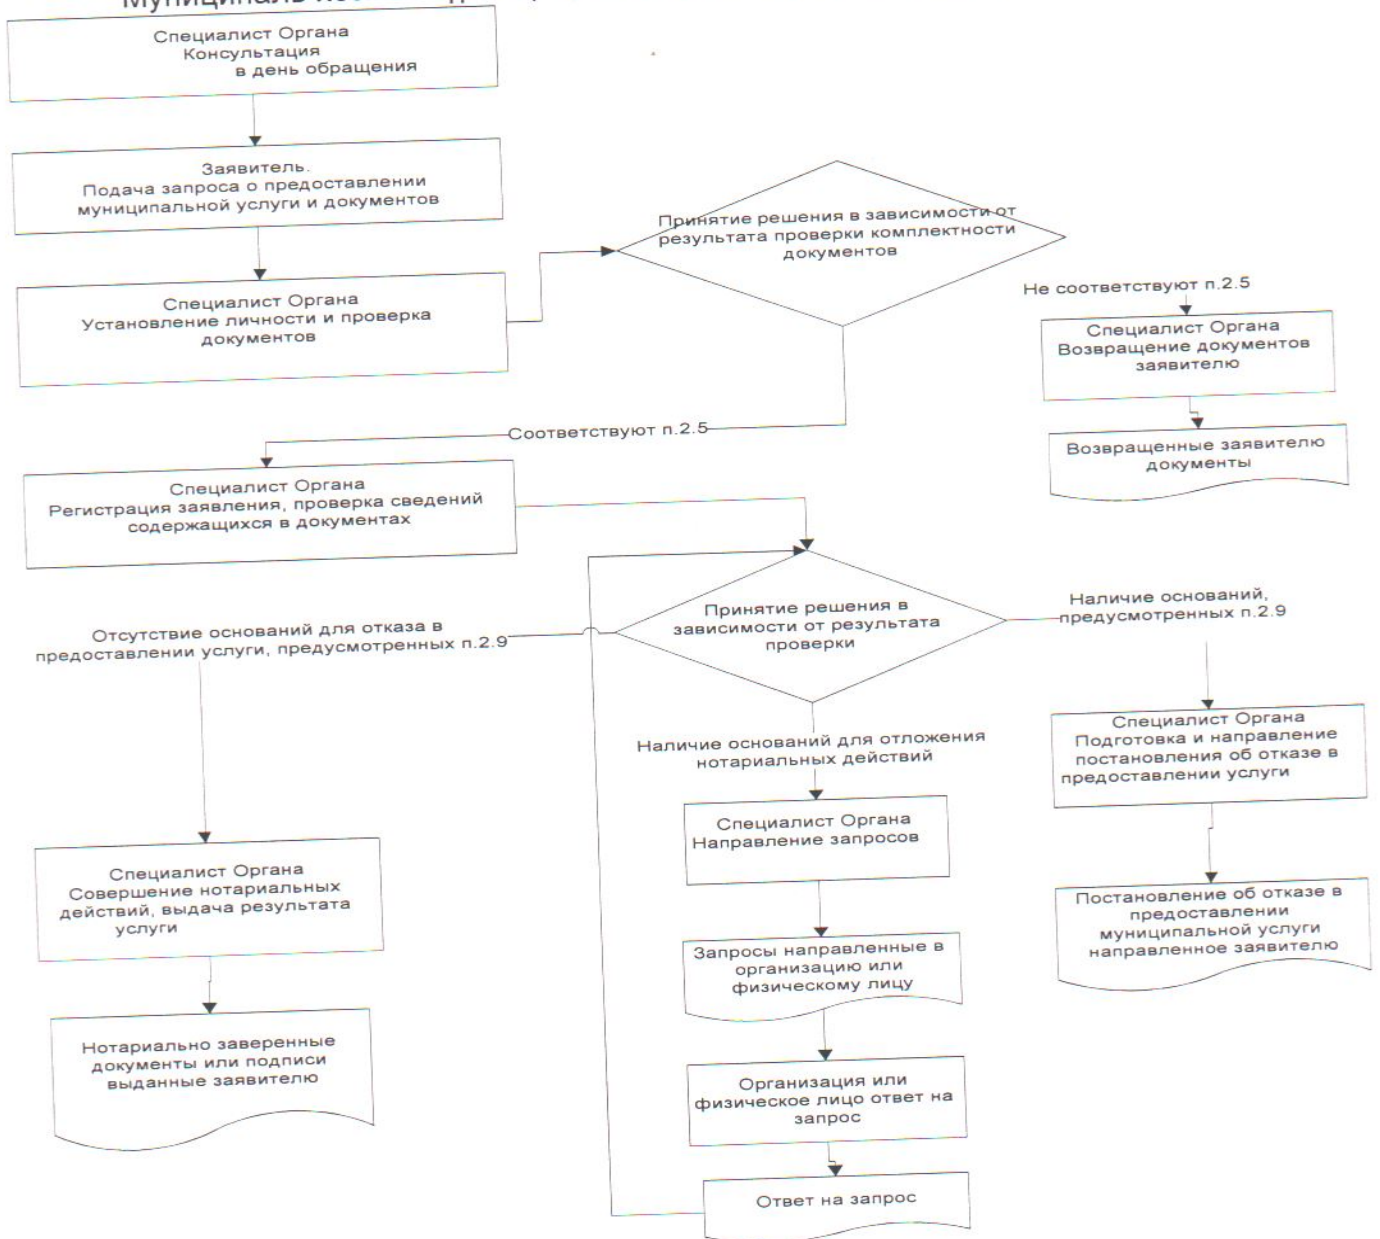 Специалист Органа
Консультация
в день обращения
Заявитель.
Подача запроса о предоставлении
муниципальной услуги и документов
Принятие решения в зависимости от
результата проверки комплектности
документов
Специалист Органа
Установление личности и проверка
документов
Не соответствуют п.2.5
Специалист Органа
Возвращение документов
заявителю
Соответствуют п.2.5
Возвращенные заявителю
документы
Специалист Органа
Регистрация заявления, проверка сведений
содержащихся в документах
Принятие решения в
зависимости от результата
проверки
Наличие оснований,
предусмотренных п.2.9
Отсутствие оснований для отказа в
предоставлении услуги, предусмотренных п.2.9
Наличие оснований для отложения
нотариальных действий
Специалист Органа
Подготовка и направление
постановления об отказе в
предоставлении услуги
Специалист Органа
Направление запросов
Специалист Органа
Совершение нотариальных
действий, выдача результата
услуги
Постановление об отказе в
предоставлении
муниципальной услуги
направленное заявителю
Запросы направленные в
организацию или
физическому лицу
Нотариально заверенные
документы или подписи
выданные заявителю
Организация или
физическое лицо ответ на
запрос
Ответ на запрос